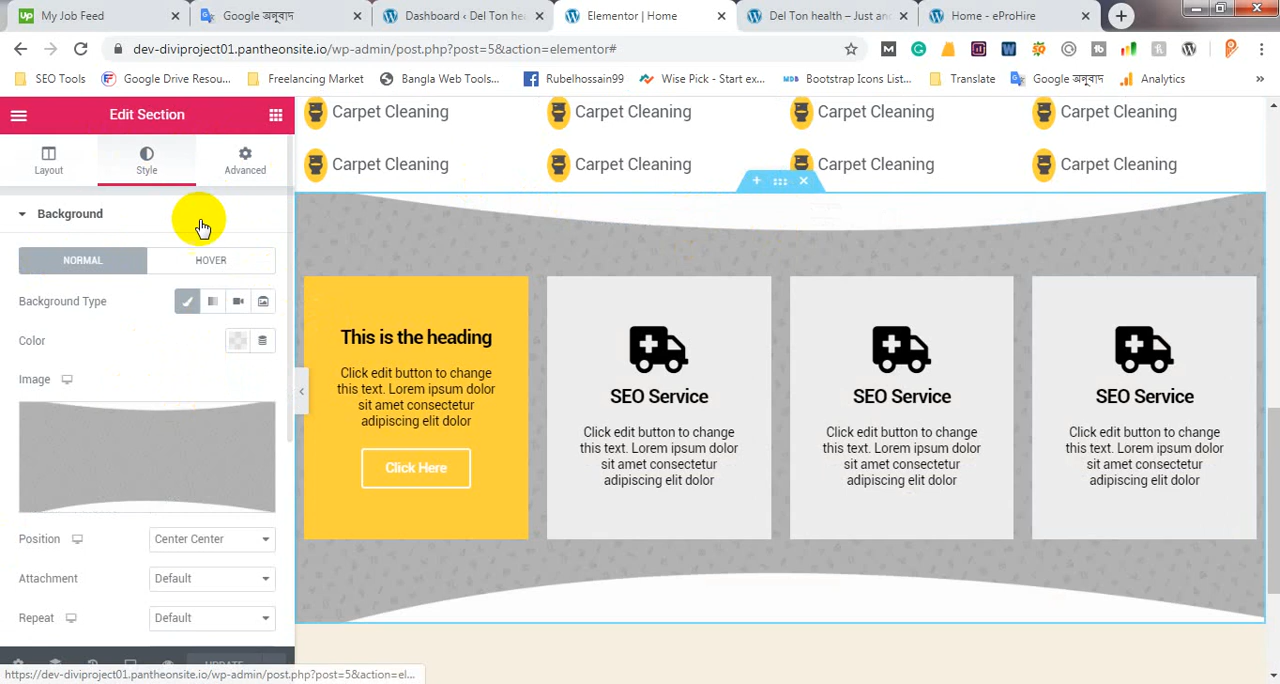 My Job Feed
Google অনুবাদ
Dashboard ‹ Del Ton he
Elementor | Home
Del Ton health – Just an
Home - eProHire
dev-diviproject01.pantheonsite.io/wp-admin/post.php?post=5&action=elementor#
SEO Tools
Google Drive Resou...
Freelancing Market
Bangla Web Tools...
Rubelhossain99
Wise Pick - Start ex...
Bootstrap Icons List...
Translate
Google অনুবাদ
Analytics
»
Edit Section
Layout
Style
Advanced
Background
NORMAL
HOVER
Background Type
Color
Image
Position
Center Center
Attachment
Default
Repeat
Default
https://dev-diviproject01.pantheonsite.io/wp-admin/post.php?post=5&action=el...
Carpet Cleaning
Carpet Cleaning
Carpet Cleaning
Carpet Cleaning
Carpet Cleaning
Carpet Cleaning
Carpet Cleaning
Carpet Cleaning
This is the heading
Click edit button to change
this text. Lorem ipsum dolor
sit amet consectetur
adipiscing elit dolor
Click Here
SEO Service
Click edit button to change
this text. Lorem ipsum dolor
sit amet consectetur
adipiscing elit dolor
SEO Service
Click edit button to change
this text. Lorem ipsum dolor
sit amet consectetur
adipiscing elit dolor
SEO Service
Click edit button to change
this text. Lorem ipsum dolor
sit amet consectetur
adipiscing elit dolor